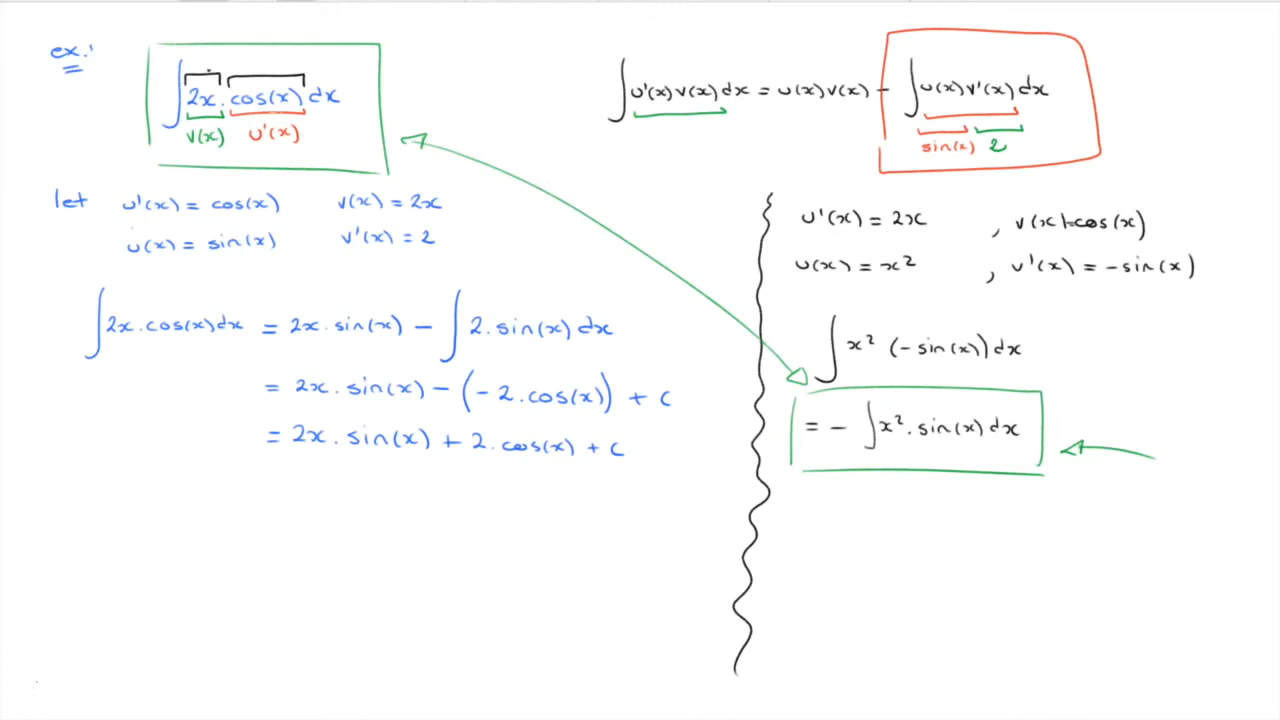 ex:
∫ 2x . cos(x) dx
v(x) u'(x)
∫ u'(x) v(x) dx = u(x) v(x) - ∫ u(x) v'(x) dx
sin(x) 2
let u'(x) = cos(x) v(x) = 2x
u(x) = sin(x) v'(x) = 2
∫ 2x . cos(x) dx = 2x . sin(x) - ∫ 2 . sin(x) dx
= 2x . sin(x) - (-2 . cos(x)) + c
= 2x . sin(x) + 2 . cos(x) + c
u'(x) = 2x , v(x) = cos(x)
u(x) = x² , v'(x) = -sin(x)
∫ x² (-sin(x)) dx
= - ∫ x² . sin(x) dx